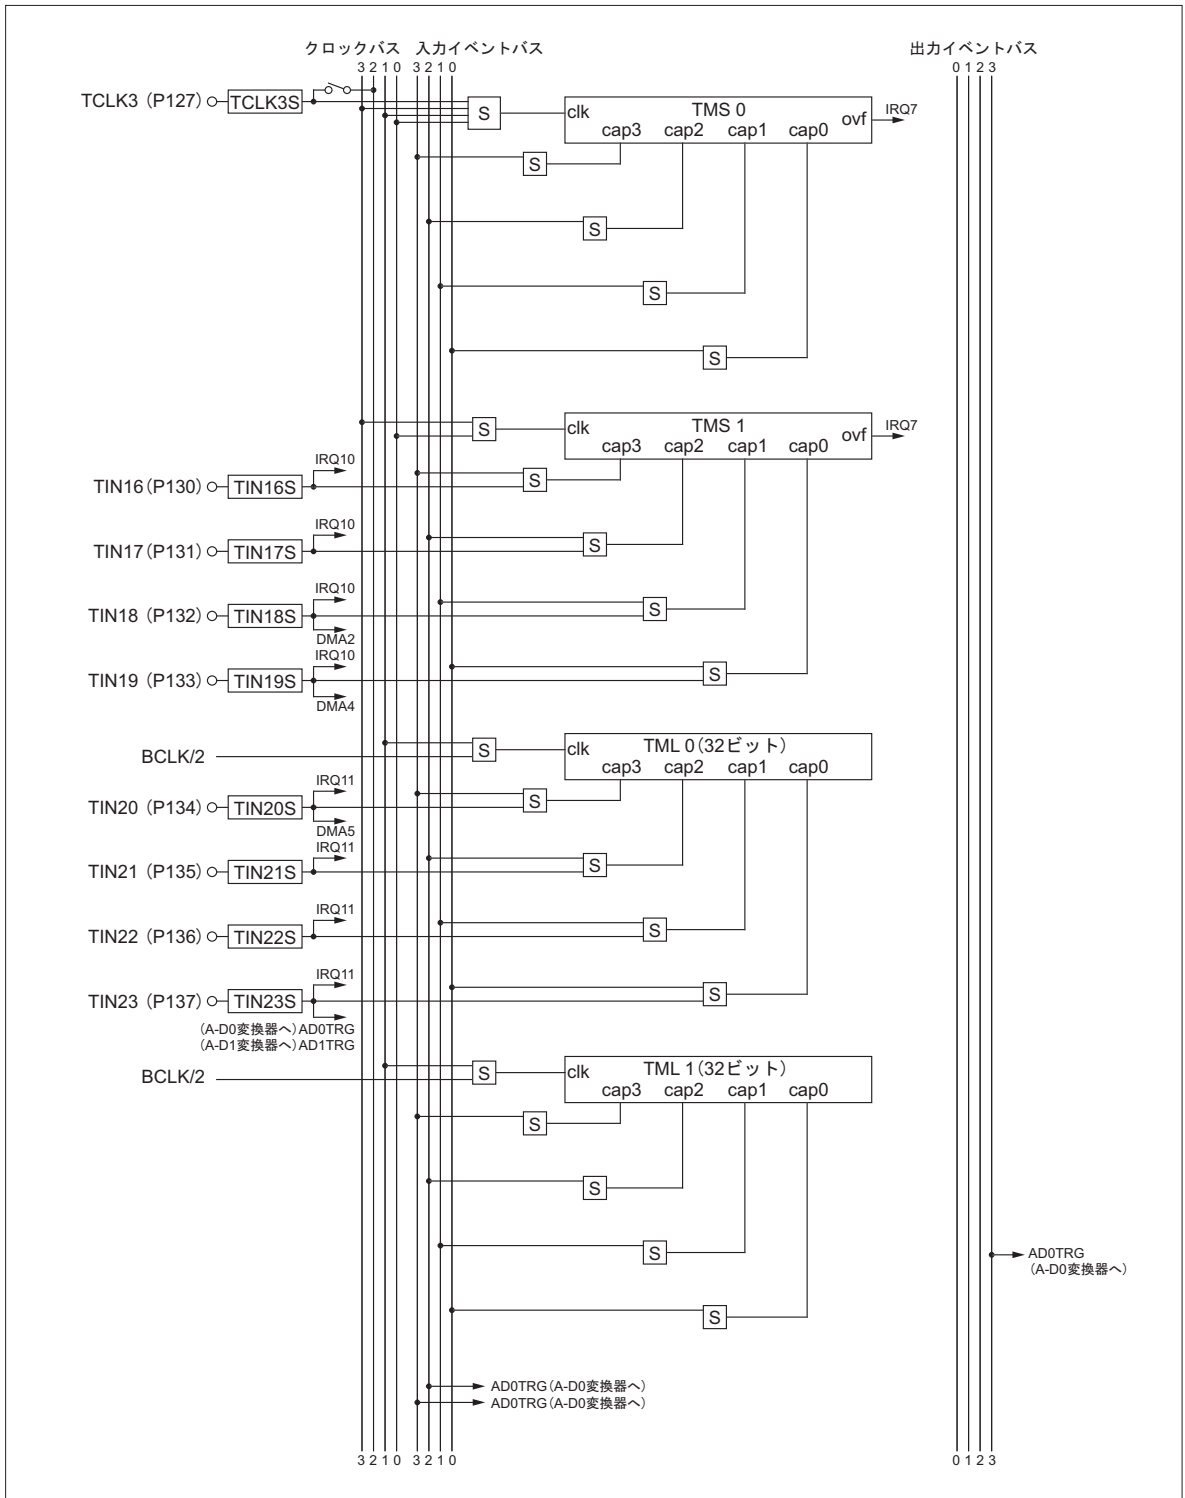 クロックバス 入力イベントバス 出力イベントバス
3 2 1 0 3 2 1 0 0 1 2 3
TCLK3 (P127) TCLK3S S clk TMS 0 ovf IRQ7
cap3 cap2 cap1 cap0
S
S
S
S
S clk TMS 1 ovf IRQ7
cap3 cap2 cap1 cap0
IRQ10
TIN16 (P130) TIN16S S
IRQ10
TIN17 (P131) TIN17S S
IRQ10
TIN18 (P132) TIN18S S
DMA2
IRQ10
TIN19 (P133) TIN19S S
DMA4
BCLK/2 S clk TML 0 (32ビット)
cap3 cap2 cap1 cap0
IRQ11
TIN20 (P134) TIN20S S
DMA5
IRQ11
TIN21 (P135) TIN21S S
IRQ11
TIN22 (P136) TIN22S S
IRQ11
TIN23 (P137) TIN23S S
(A-D0変換器へ) AD0TRG
(A-D1変換器へ) AD1TRG
BCLK/2 S clk TML 1 (32ビット)
cap3 cap2 cap1 cap0
S
S
S
AD0TRG
(A-D0変換器へ)
S
AD0TRG (A-D0変換器へ)
AD0TRG (A-D0変換器へ)
3 2 1 0 3 2 1 0 0 1 2 3